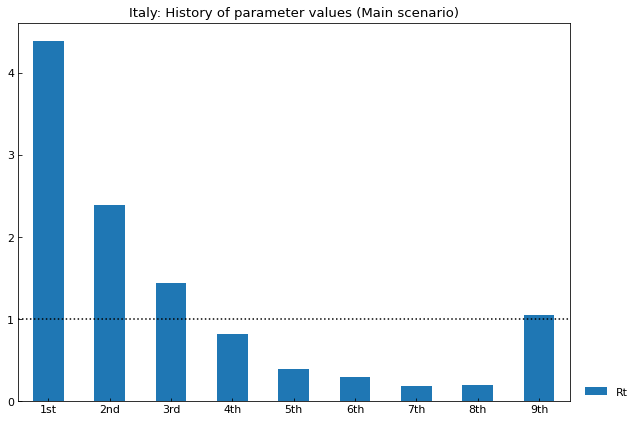 Italy: History of parameter values (Main scenario)
4
3
2
1
0
1st 2nd 3rd 4th 5th 6th 7th 8th 9th
Rt